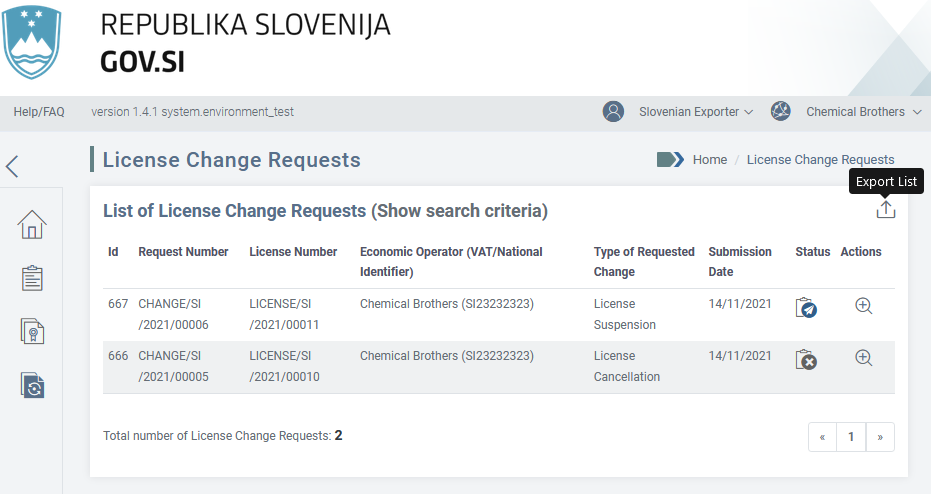 REPUBLIKA SLOVENIJA
GOV.SI
Help/FAQ version 1.4.1 system.environment_test Slovenian Exporter Chemical Brothers
License Change Requests Home / License Change Requests
Export List
List of License Change Requests (Show search criteria)
Id Request Number License Number Economic Operator (VAT/National Type of Requested Submission Status Actions
Identifier) Change Date
667 CHANGE/SI LICENSE/SI Chemical Brothers (SI23232323) License 14/11/2021
/2021/00006 /2021/00011 Suspension
666 CHANGE/SI LICENSE/SI Chemical Brothers (SI23232323) License 14/11/2021
/2021/00005 /2021/00010 Cancellation
Total number of License Change Requests: 2 « 1 »